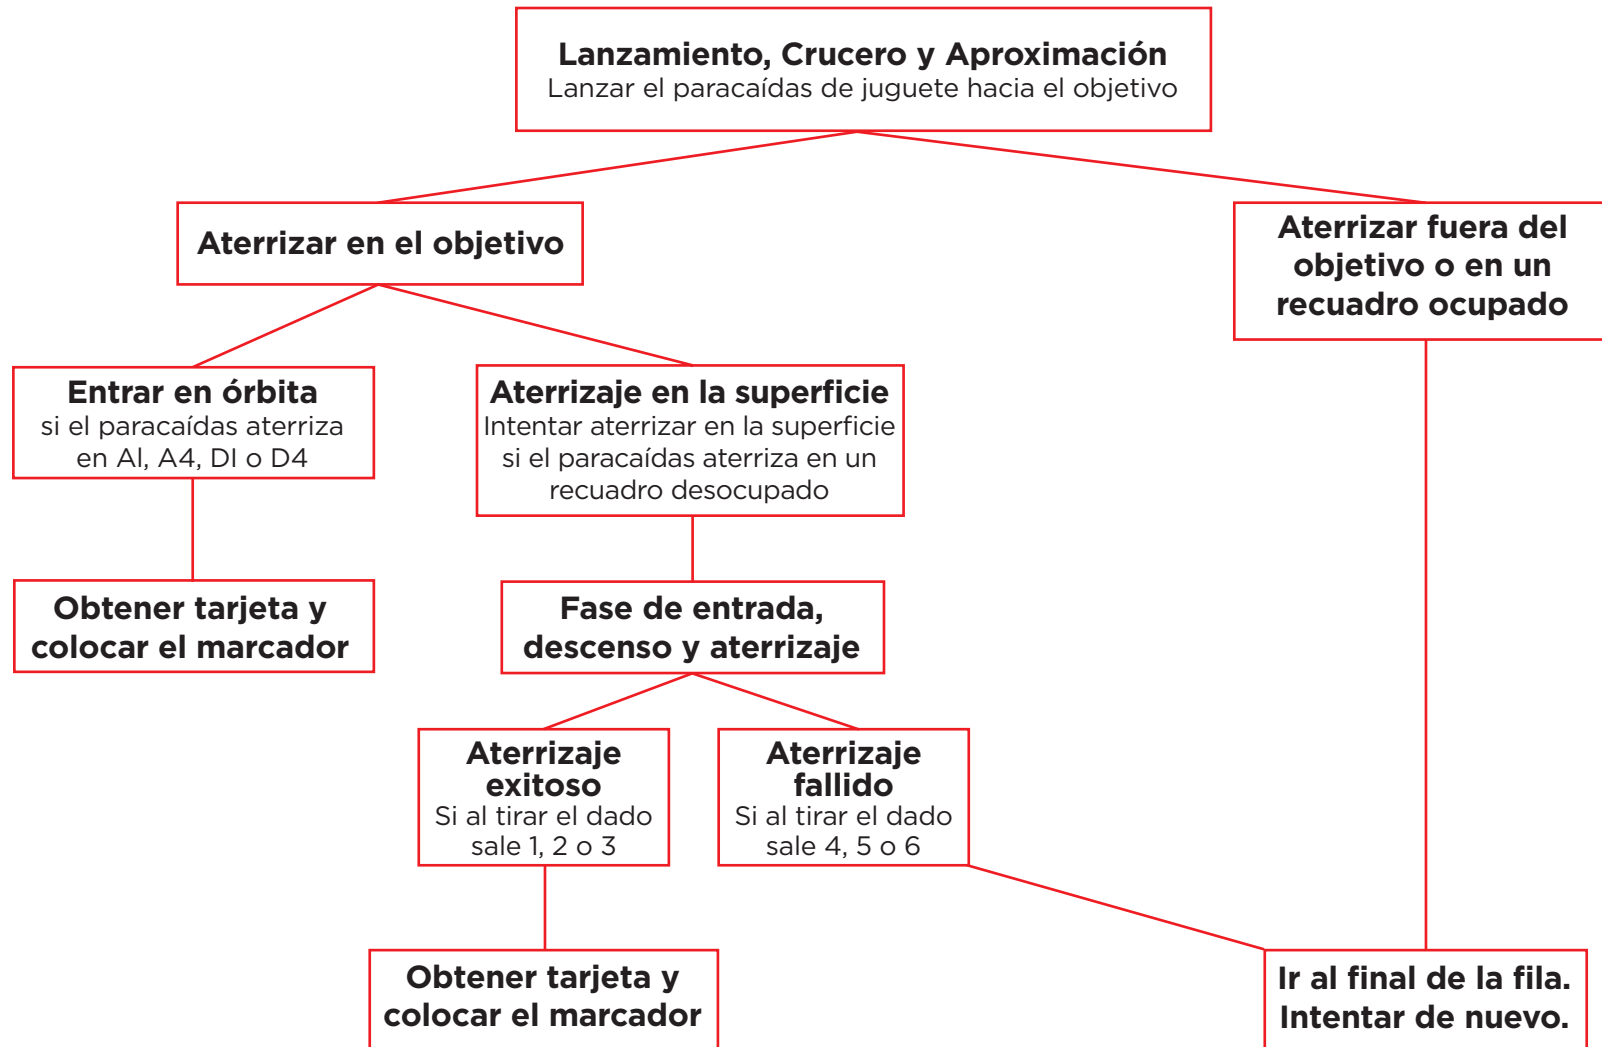 Lanzamiento, Crucero y Aproximación
Lanzar el paracaídas de juguete hacia el objetivo
Aterrizar en el objetivo
Aterrizar fuera del
objetivo o en un
recuadro ocupado
Entrar en órbita
si el paracaídas aterriza
en AI, A4, DI o D4
Aterrizaje en la superficie
Intentar aterrizar en la superficie
si el paracaídas aterriza en un
recuadro desocupado
Obtener tarjeta y
colocar el marcador
Fase de entrada,
descenso y aterrizaje
Aterrizaje
exitoso
Si al tirar el dado
sale 1, 2 o 3
Aterrizaje
fallido
Si al tirar el dado
sale 4, 5 o 6
Obtener tarjeta y
colocar el marcador
Ir al final de la fila.
Intentar de nuevo.